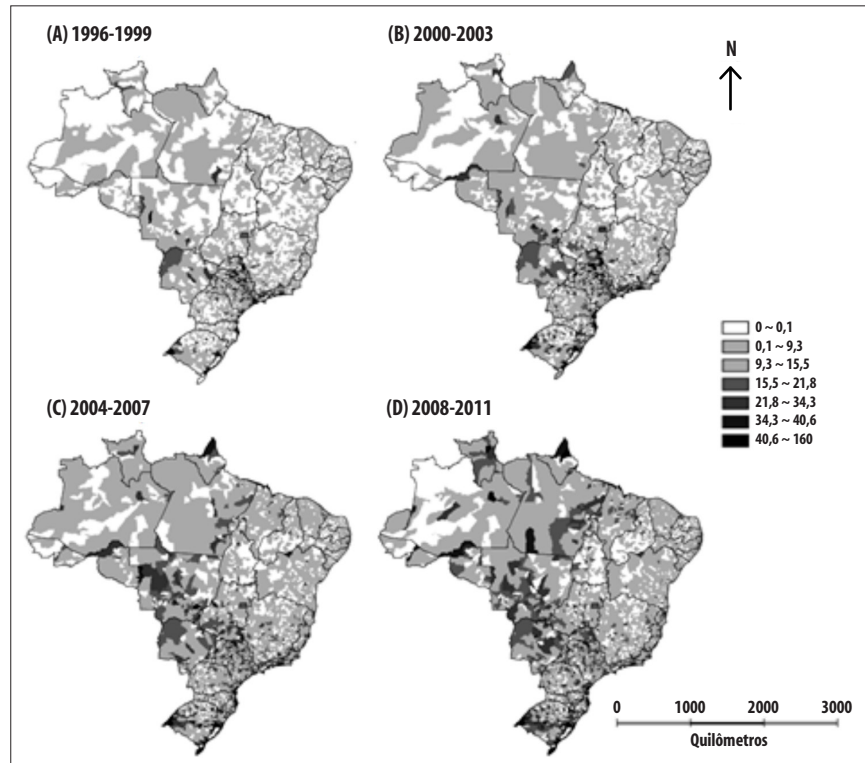 (A) 1996-1999
(B) 2000-2003
N
0 ~ 0,1
0,1 ~ 9,3
9,3 ~ 15,5
15,5 ~ 21,8
21,8 ~ 34,3
34,3 ~ 40,6
40,6 ~ 160
(C) 2004-2007
(D) 2008-2011
0 1000 2000 3000
Quilômetros